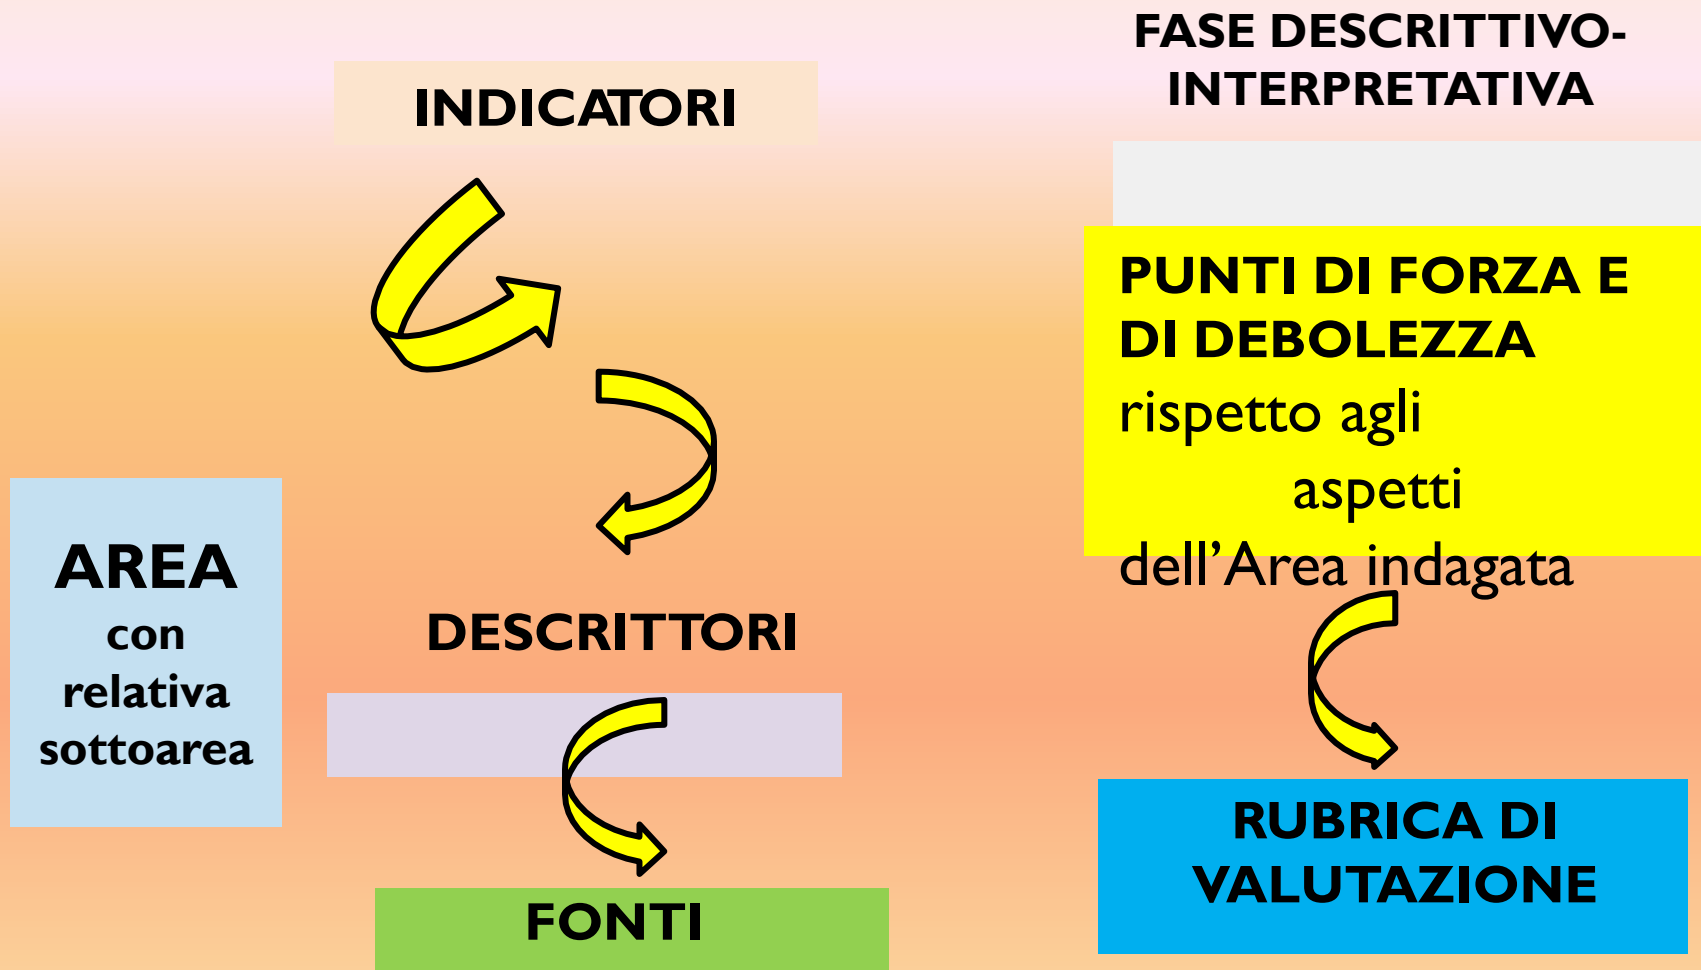 AREA
con
relativa
sottoarea
INDICATORI
DESCRITTORI
FONTI
FASE DESCRITTIVO-
INTERPRETATIVA
PUNTI DI FORZA E
DI DEBOLEZZA
rispetto agli
aspetti
dell’Area indagata
RUBRICA DI
VALUTAZIONE